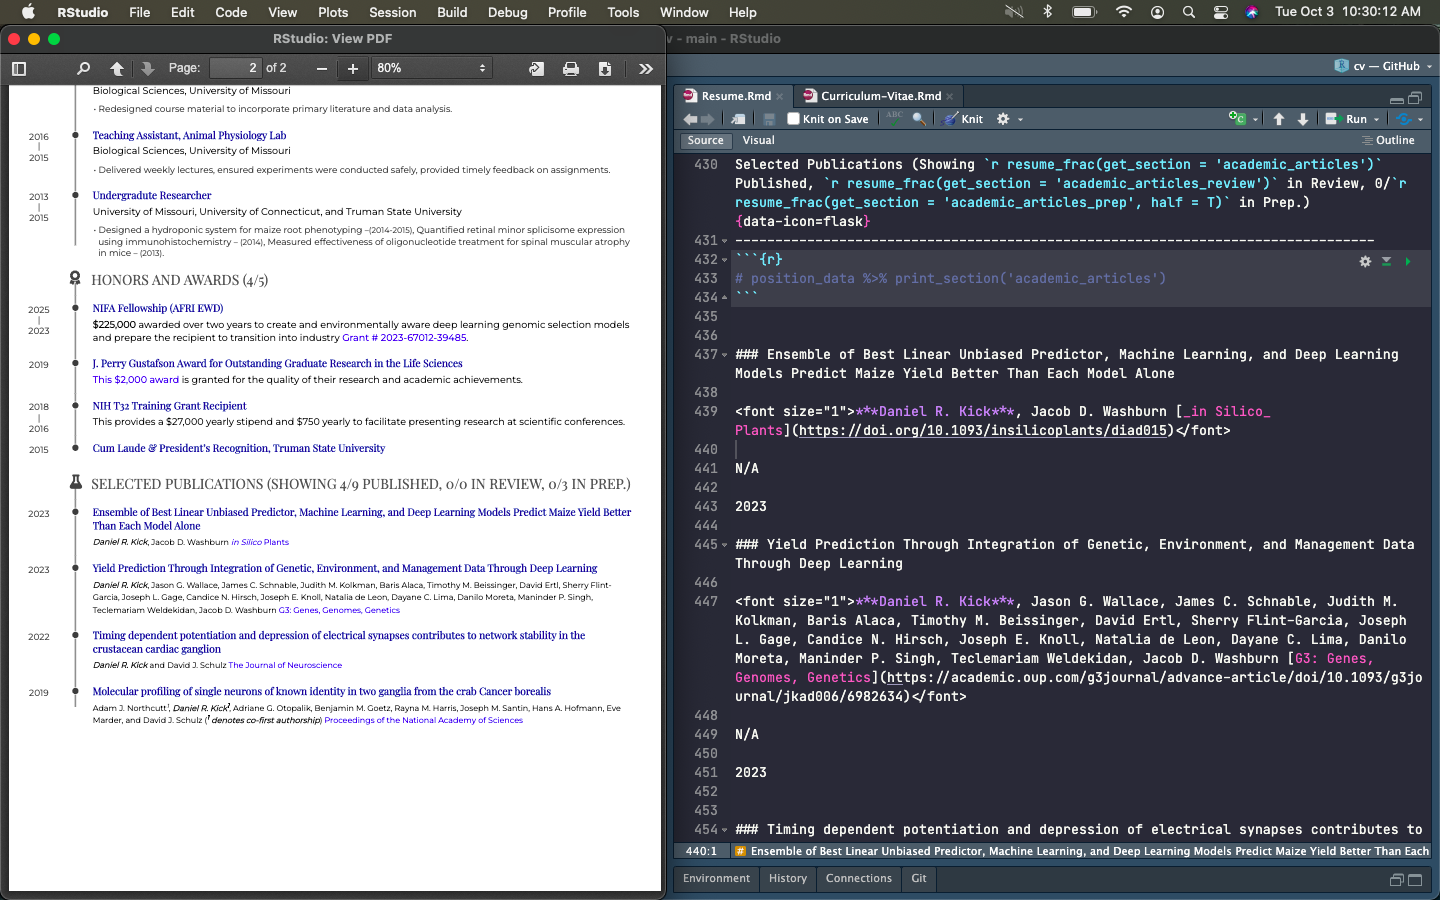 RStudio File Edit Code View Plots Session Build Debug Profile Tools Window Help Tue Oct 3 10:30:12 AM
RStudio: View PDF
Page: 2 of 2 80%
Biological Sciences, University of Missouri
• Redesigned course material to incorporate primary literature and data analysis.
2016 | 2015
Teaching Assistant, Animal Physiology Lab
Biological Sciences, University of Missouri
• Delivered weekly lectures, ensured experiments were conducted safely, provided timely feedback on assignments.
2013 | 2015
Undergradute Researcher
University of Missouri, University of Connecticut, and Truman State University
• Designed a hydroponic system for maize root phenotyping –(2014-2015), Quantified retinal minor splicisome expression
using immunohistochemistry – (2014), Measured effectiveness of oligonucleotide treatment for spinal muscular atrophy
in mice – (2013).
HONORS AND AWARDS (4/5)
2025 | 2023
NIFA Fellowship (AFRI EWD)
$225,000 awarded over two years to create and environmentally aware deep learning genomic selection models
and prepare the recipient to transition into industry Grant # 2023-67012-39485.
2019
J. Perry Gustafson Award for Outstanding Graduate Research in the Life Sciences
This $2,000 award is granted for the quality of their research and academic achievements.
2018 | 2016
NIH T32 Training Grant Recipient
This provides a $27,000 yearly stipend and $750 yearly to facilitate presenting research at scientific conferences.
2015
Cum Laude & President's Recognition, Truman State University
SELECTED PUBLICATIONS (SHOWING 4/9 PUBLISHED, 0/0 IN REVIEW, 0/3 IN PREP.)
2023
Ensemble of Best Linear Unbiased Predictor, Machine Learning, and Deep Learning Models Predict Maize Yield Better
Than Each Model Alone
Daniel R. Kick, Jacob D. Washburn in Silico Plants
2023
Yield Prediction Through Integration of Genetic, Environment, and Management Data Through Deep Learning
Daniel R. Kick, Jason G. Wallace, James C. Schnable, Judith M. Kolkman, Baris Alaca, Timothy M. Beissinger, David Ertl, Sherry Flint-
Garcia, Joseph L. Gage, Candice N. Hirsch, Joseph E. Knoll, Natalia de Leon, Dayane C. Lima, Danilo Moreta, Maninder P. Singh,
Teclemariam Weldekidan, Jacob D. Washburn G3: Genes, Genomes, Genetics
2022
Timing dependent potentiation and depression of electrical synapses contributes to network stability in the
crustacean cardiac ganglion
Daniel R. Kick and David J. Schulz The Journal of Neuroscience
2019
Molecular profiling of single neurons of known identity in two ganglia from the crab Cancer borealis
Adam J. Northcutt¹, Daniel R. Kick¹, Adriane G. Otopalik, Benjamin M. Goetz, Rayna M. Harris, Joseph M. Santin, Hans A. Hofmann, Eve
Marder, and David J. Schulz (¹ denotes co-first authorship) Proceedings of the National Academy of Sciences
v - main - RStudio
cv — GitHub
Resume.Rmd Curriculum-Vitae.Rmd
Knit on Save ABC Knit Run
Source Visual Outline
430 Selected Publications (Showing `r resume_frac(get_section = 'academic_articles')`
Published, `r resume_frac(get_section = 'academic_articles_review')` in Review, 0/`r
resume_frac(get_section = 'academic_articles_prep', half = T)` in Prep.)
{data-icon=flask}
431 --------------------------------------------------------------------------------
432 ```{r}
433 # position_data %>% print_section('academic_articles')
434 ```
435
436
437 ### Ensemble of Best Linear Unbiased Predictor, Machine Learning, and Deep Learning
Models Predict Maize Yield Better Than Each Model Alone
438
439 <font size="1">***Daniel R. Kick***, Jacob D. Washburn [_in Silico_
Plants](https://doi.org/10.1093/insilicoplants/diad015)</font>
440
441 N/A
442
443 2023
444
445 ### Yield Prediction Through Integration of Genetic, Environment, and Management Data
Through Deep Learning
446
447 <font size="1">***Daniel R. Kick***, Jason G. Wallace, James C. Schnable, Judith M.
Kolkman, Baris Alaca, Timothy M. Beissinger, David Ertl, Sherry Flint-Garcia, Joseph
L. Gage, Candice N. Hirsch, Joseph E. Knoll, Natalia de Leon, Dayane C. Lima, Danilo
Moreta, Maninder P. Singh, Teclemariam Weldekidan, Jacob D. Washburn [G3: Genes,
Genomes, Genetics](https://academic.oup.com/g3journal/advance-article/doi/10.1093/g3jo
urnal/jkad006/6982634)</font>
448
449 N/A
450
451 2023
452
453
454 ### Timing dependent potentiation and depression of electrical synapses contributes to
440:1 # Ensemble of Best Linear Unbiased Predictor, Machine Learning, and Deep Learning Models Predict Maize Yield Better Than Each
Environment History Connections Git